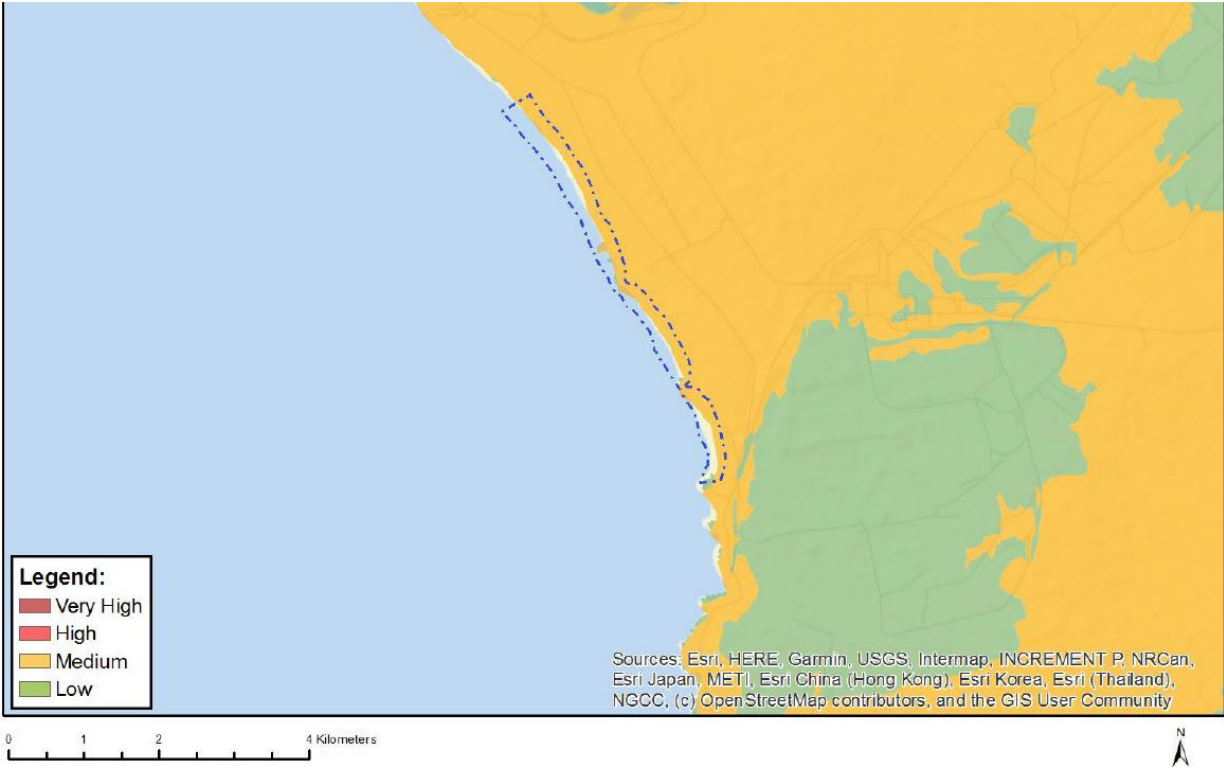 Legend:
Very High
High
Medium
Low
Sources: Esri, HERE, Garmin, USGS, Intermap, INCREMENT P, NRCan,
Esri Japan, METI, Esri China (Hong Kong), Esri Korea, Esri (Thailand),
NGCC, (c) OpenStreetMap contributors, and the GIS User Community
0 1 2 4 Kilometers
N